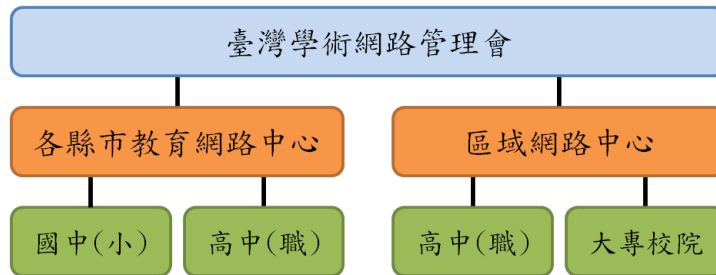 臺灣學術網路管理會
各縣市教育網路中心
區域網路中心
國中(小)
高中(職)
高中(職)
大專校院